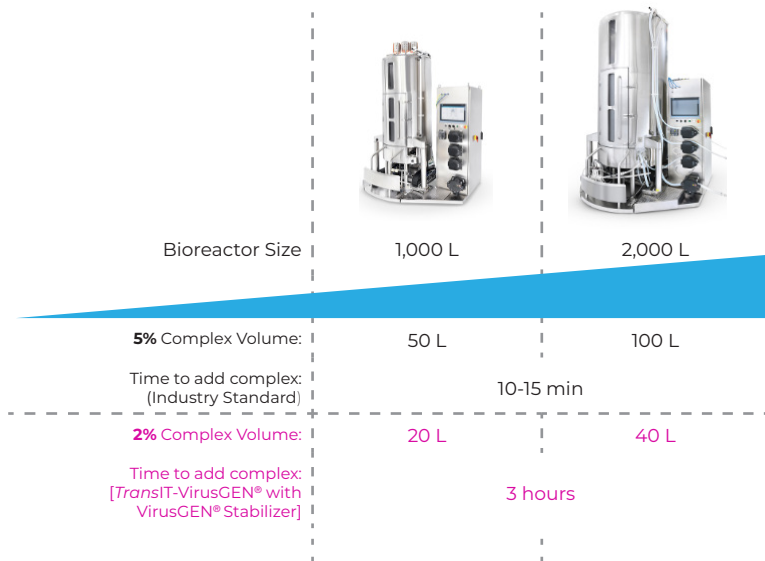 Bioreactor Size 1,000 L 2,000 L
5% Complex Volume: 50 L 100 L
Time to add complex:
(Industry Standard) 10-15 min
2% Complex Volume: 20 L 40 L
Time to add complex:
[TransIT-VirusGEN® with
VirusGEN® Stabilizer] 3 hours